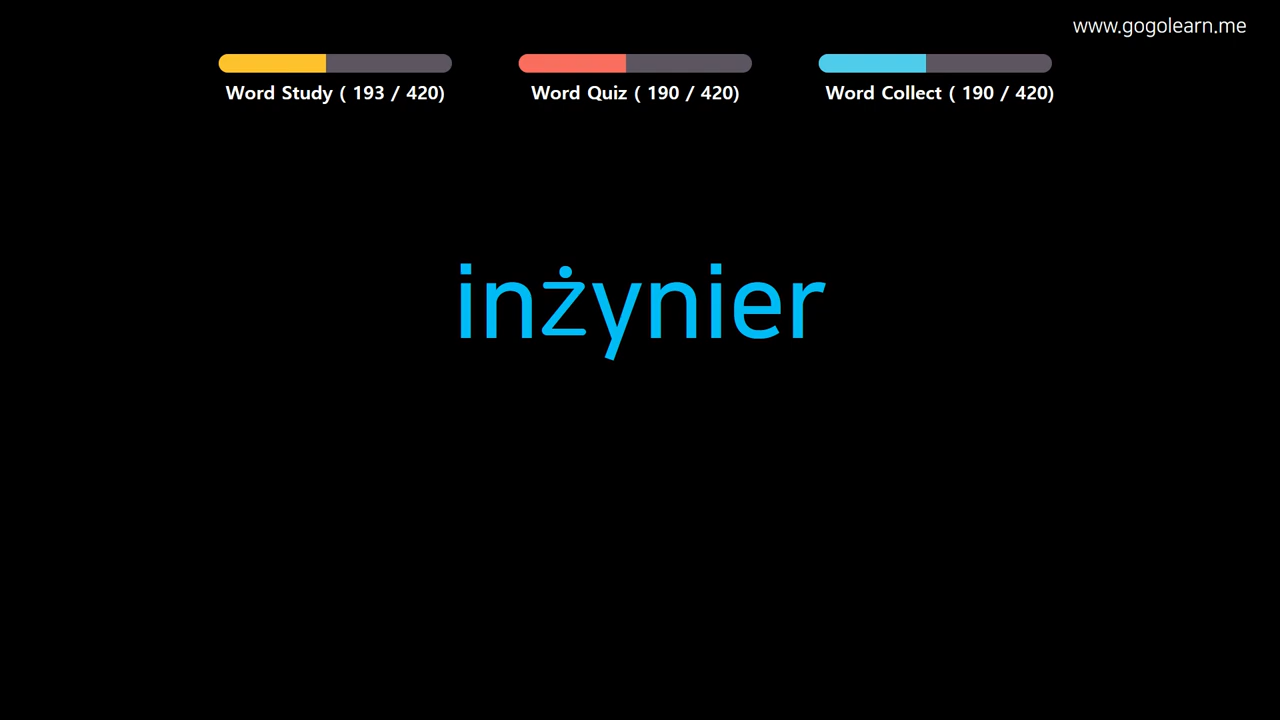 www.gogolearn.me
Word Study ( 193 / 420)
Word Quiz ( 190 / 420)
Word Collect ( 190 / 420)
inżynier